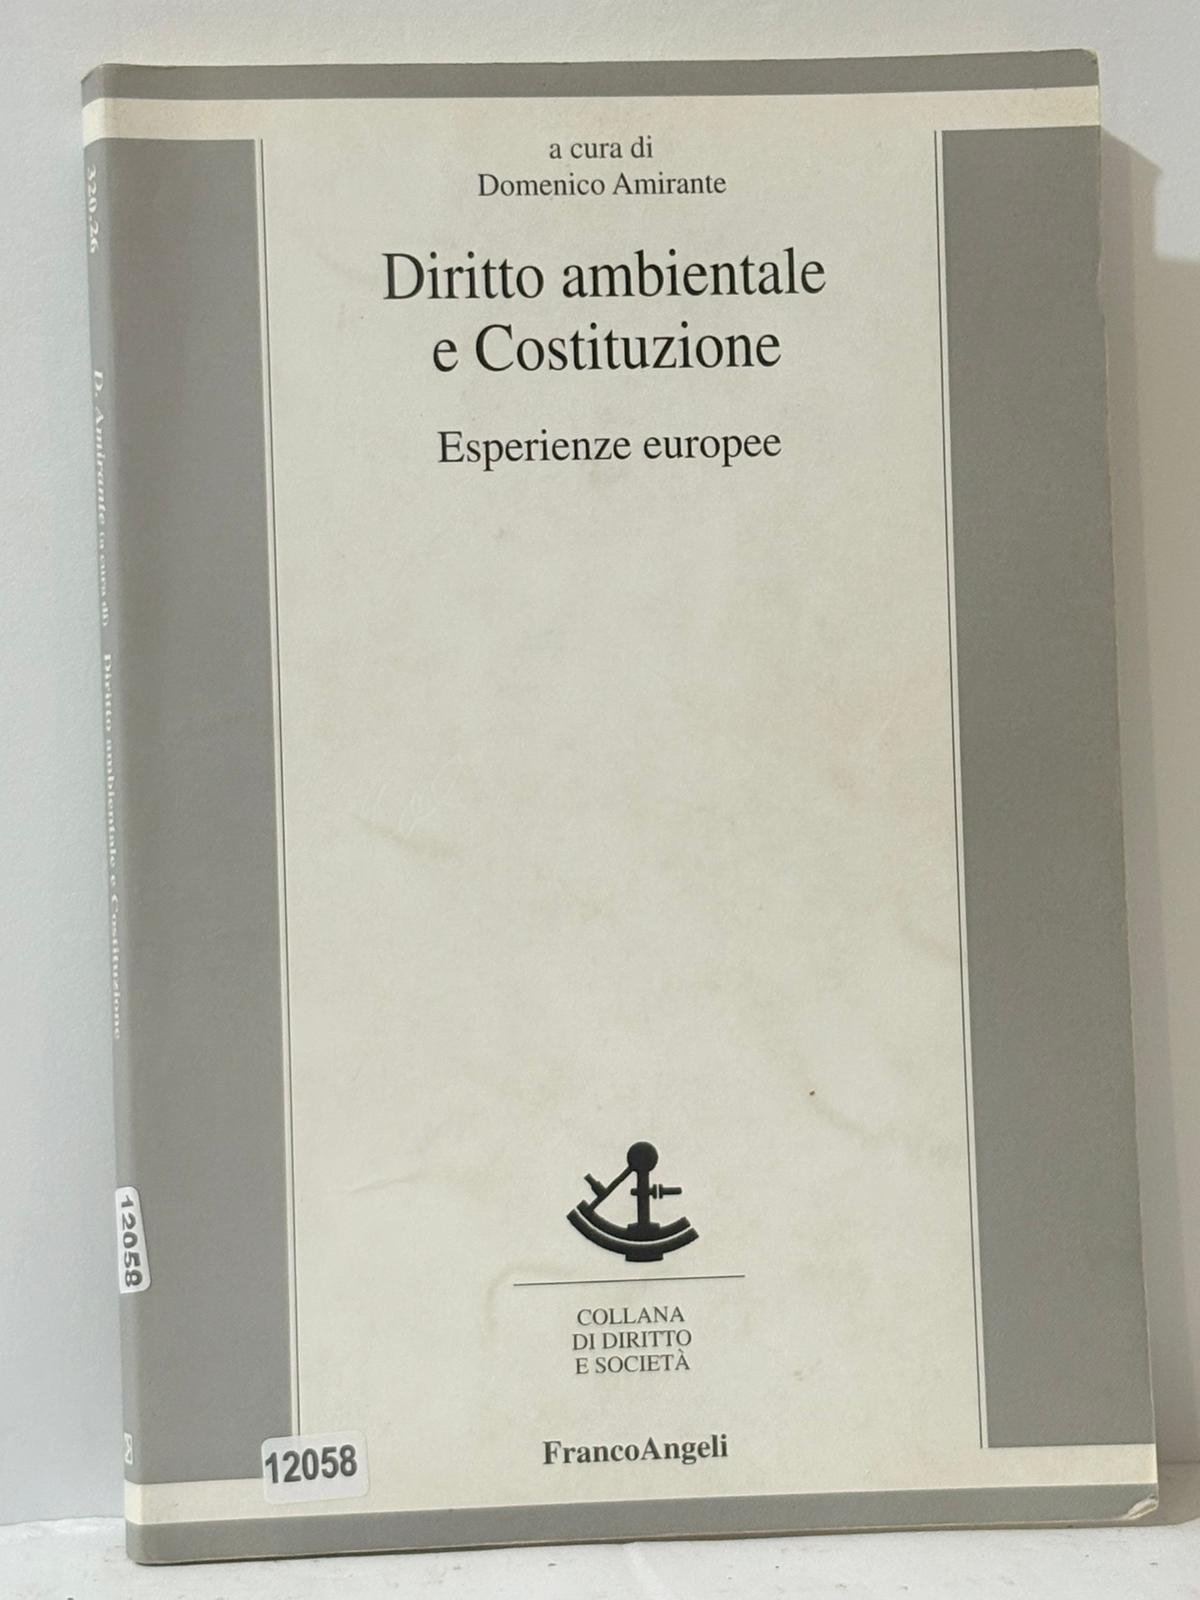 a cura di
Domenico Amirante
Diritto ambientale
e Costituzione
Esperienze europee
COLLANA
DI DIRITTO
E SOCIETÀ
FrancoAngeli
12058
320.26
D. Amirante (a cura di) Diritto ambientale e Costituzione
12058